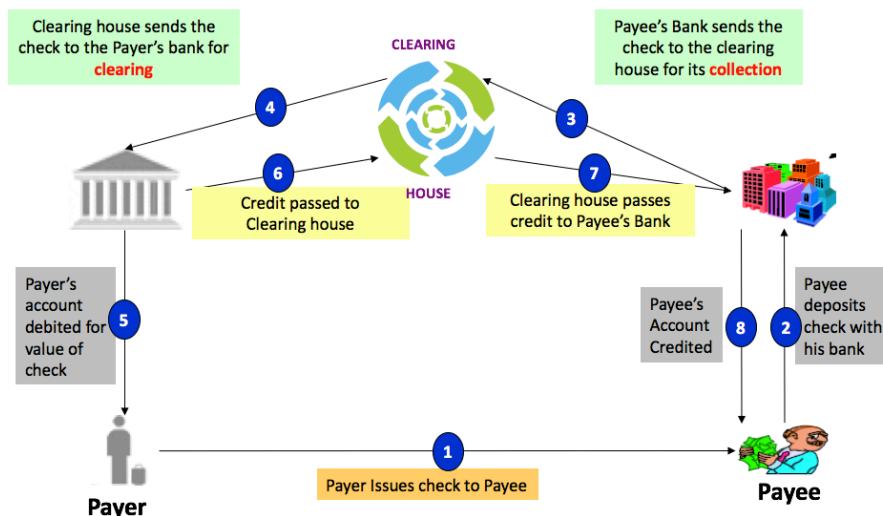 Clearing house sends the
check to the Payer's bank for
clearing
CLEARING
Payee's Bank sends the
check to the clearing
house for its collection
4
3
6
7
HOUSE
Credit passed to
Clearing house
Clearing house passes
credit to Payee's Bank
Payer's
account
debited for
value of
check
5
Payee's
Account
Credited
8
2
Payee
deposits
check with
his bank
1
Payer Issues check to Payee
Payer
Payee